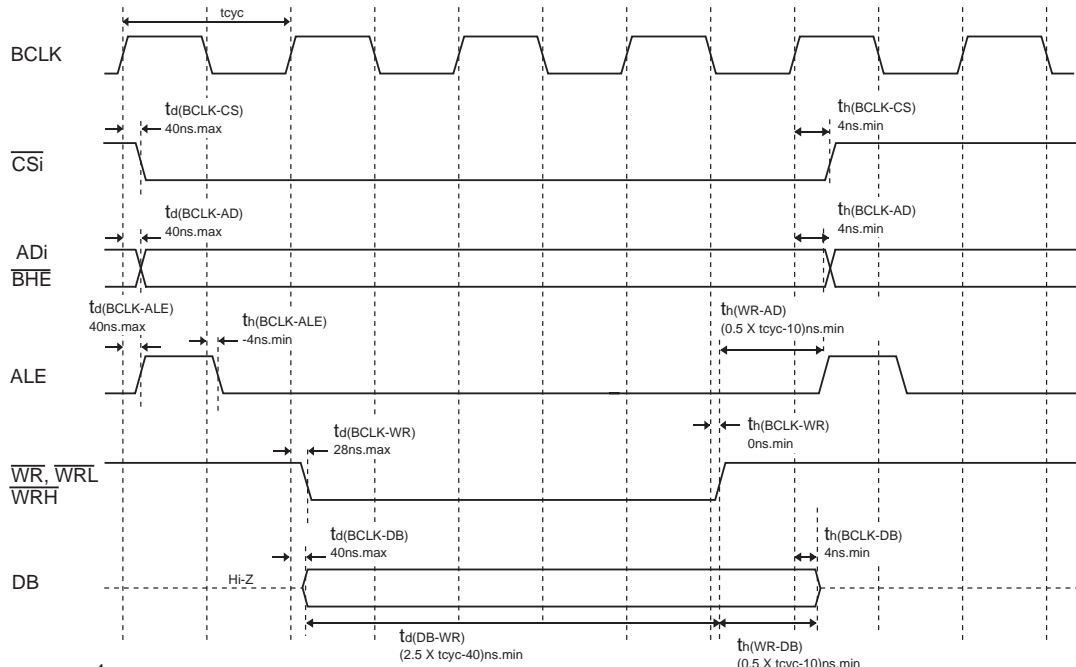 tcyc
BCLK
td(BCLK-CS)
40ns.max
th(BCLK-CS)
4ns.min
CSi
td(BCLK-AD)
40ns.max
th(BCLK-AD)
4ns.min
ADi
BHE
td(BCLK-ALE)
40ns.max
th(BCLK-ALE)
-4ns.min
th(WR-AD)
(0.5 X tcyc-10)ns.min
ALE
td(BCLK-WR)
28ns.max
th(BCLK-WR)
0ns.min
WR, WRL
WRH
td(BCLK-DB)
40ns.max
th(BCLK-DB)
4ns.min
DB
Hi-Z
td(DB-WR)
(2.5 X tcyc-40)ns.min
th(WR-DB)
(0.5 X tcyc-10)ns.min